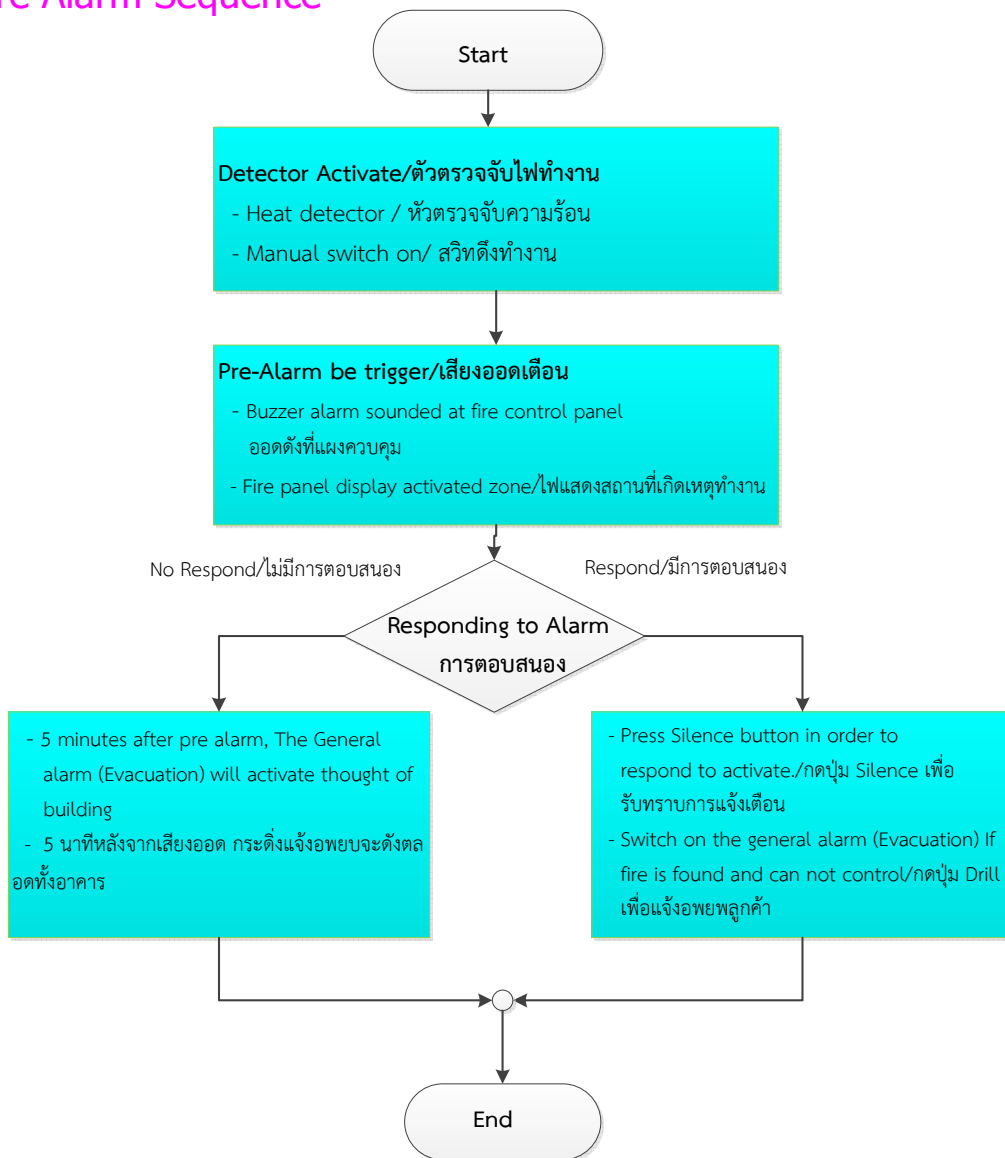 re Alarm Sequence
Start
Detector Activate/ตัวตรวจจับไฟทำงาน
- Heat detector / หัวตรวจจับความร้อน
- Manual switch on/ สวิทดึงทำงาน
Pre-Alarm be trigger/เสียงออดเตือน
- Buzzer alarm sounded at fire control panel
ออดดังที่แผงควบคุม
- Fire panel display activated zone/ไฟแสดงสถานที่เกิดเหตุทำงาน
No Respond/ไม่มีการตอบสนอง
Respond/มีการตอบสนอง
Responding to Alarm
การตอบสนอง
- 5 minutes after pre alarm, The General
alarm (Evacuation) will activate thought of
building
- 5 นาทีหลังจากเสียงออด กระดิ่งแจ้งอพยบจะดังตล
อดทั้งอาคาร
- Press Silence button in order to
respond to activate./กดปุ่ม Silence เพื่อ
รับทราบการแจ้งเตือน
- Switch on the general alarm (Evacuation) If
fire is found and can not control/กดปุ่ม Drill
เพื่อแจ้งอพยพลูกค้า
End